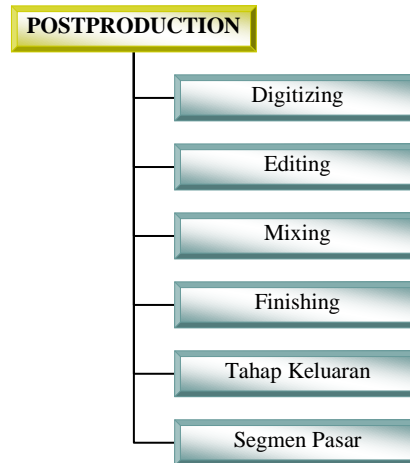 POSTPRODUCTION
Digitizing
Editing
Mixing
Finishing
Tahap Keluaran
Segmen Pasar